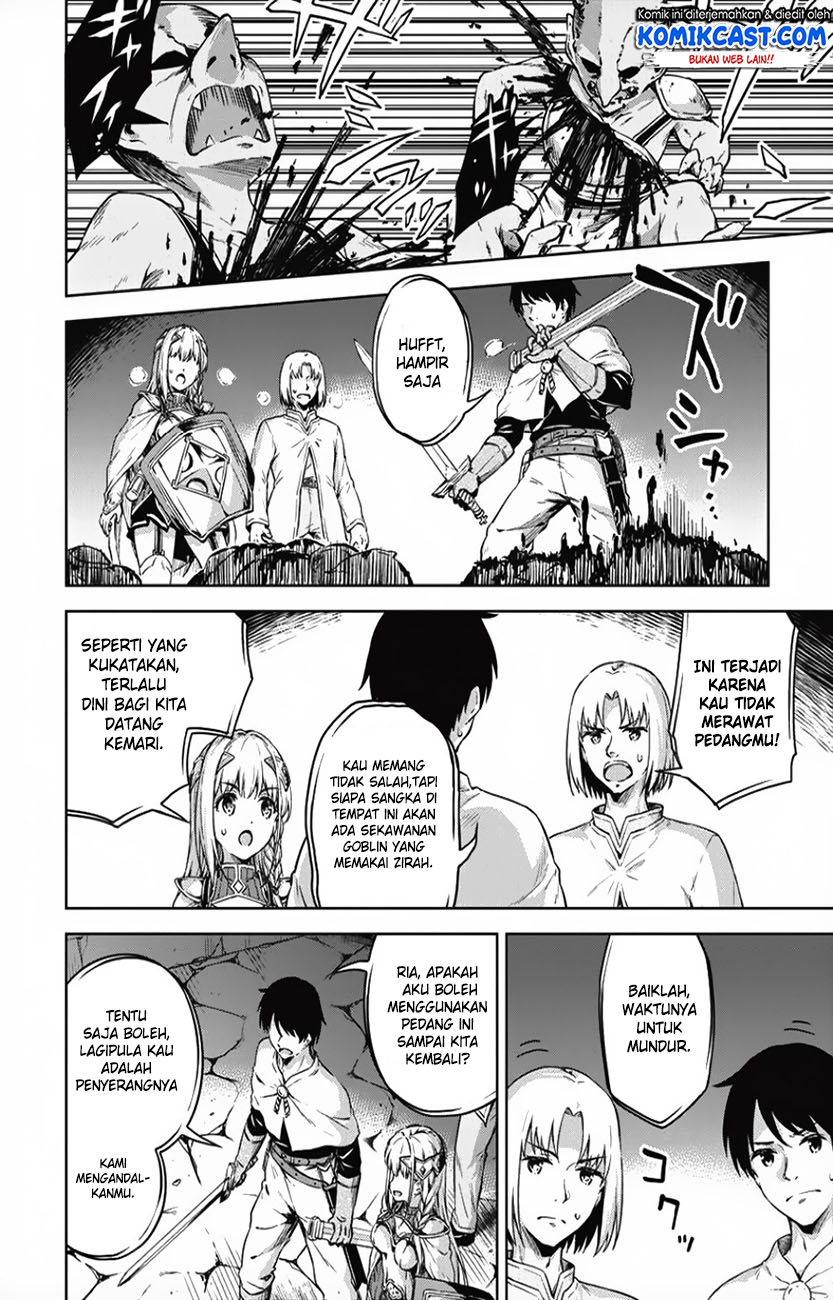 Komik ini diterjemahkan & diedit oleh
KOMIKCAST.COM
BUKAN WEB LAIN!!
HUFFT,
HAMPIR
SAJA
ズ
シャ…
INI TERJADI
KARENA
KAU TIDAK
MERAWAT
PEDANGMU!
KAU MEMANG
TIDAK SALAH,TAPI
SIAPA SANGKA DI
TEMPAT INI AKAN
ADA SEKAWANAN
GOBLIN YANG
MEMAKAI ZIRAH.
SEPERTI YANG
KUKATAKAN,
TERLALU
DINI BAGI KITA
DATANG
KEMARI.
BAIKLAH,
WAKTUNYA
UNTUK
MUNDUR.
RIA, APAKAH
AKU BOLEH
MENGGUNAKAN
PEDANG INI
SAMPAI KITA
KEMBALI?
TENTU
SAJA BOLEH,
LAGIPULA KAU
ADALAH
PENYERANGNYA
KAMI
MENGANDAL-
KANMU.